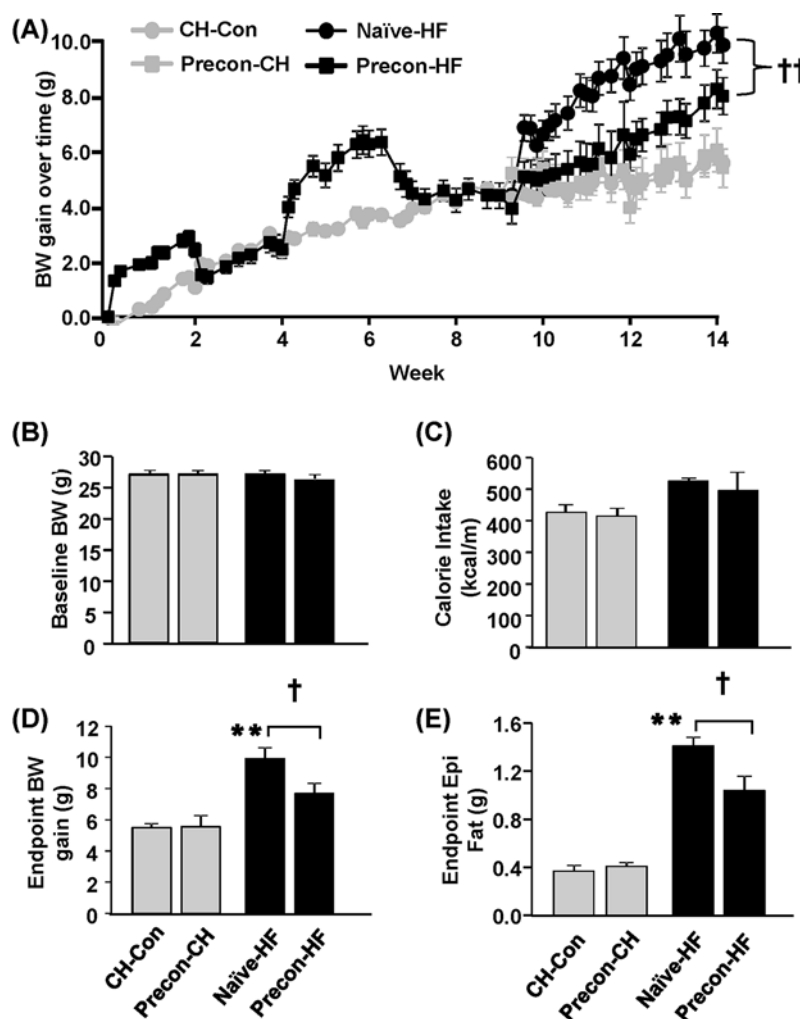 (A)
CH-Con
Naïve-HF
Precon-CH
Precon-HF
BW gain over time (g)
10.0
8.0
6.0
4.0
2.0
0.0
††
0 2 4 6 8 10 12 14
Week
(B)
Baseline BW (g)
30
25
20
15
10
5
0
(C)
Calorie Intake
(kcal/m)
600
500
400
300
200
100
0
(D)
Endpoint BW
gain (g)
12
10
8
6
4
2
0
**
†
CH-Con
Precon-CH
Naïve-HF
Precon-HF
(E)
Endpoint Epi
Fat (g)
1.6
1.2
0.8
0.4
0.0
**
†
CH-Con
Precon-CH
Naïve-HF
Precon-HF